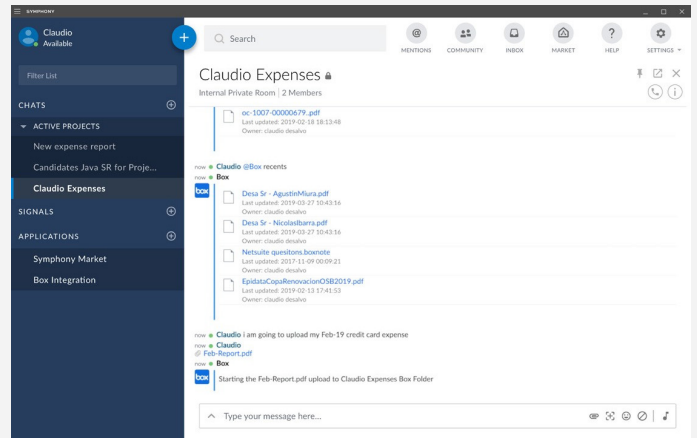 SYMPHONY
Claudio
Available
Filter List
CHATS
ACTIVE PROJECTS
New expense report
Candidates Java SR for Proje...
Claudio Expenses
SIGNALS
APPLICATIONS
Symphony Market
Box Integration
Search
MENTIONS
COMMUNITY
INBOX
MARKET
HELP
SETTINGS
Claudio Expenses
Internal Private Room | 2 Members
oc-1007-00000679..pdf
Last updated: 2019-02-18 18:13:48
Owner: claudio desalvo
now Claudio @Box recents
now Box
box
Desa Sr - AgustinMiura.pdf
Last updated: 2019-03-27 10:43:16
Owner: claudio desalvo
Desa Sr - NicolasIbarra.pdf
Last updated: 2019-03-27 10:43:16
Owner: claudio desalvo
Netsuite quesitons.boxnote
Last updated: 2017-11-09 00:09:21
Owner: claudio desalvo
EpidataCopaRenovacionOSB2019.pdf
Last updated: 2019-02-13 17:41:53
Owner: claudio desalvo
now Claudio i am going to upload my Feb-19 credit card expense
now Claudio
Feb-Report.pdf
now Box
box
Starting the Feb-Report.pdf upload to Claudio Expenses Box Folder
Type your message here...